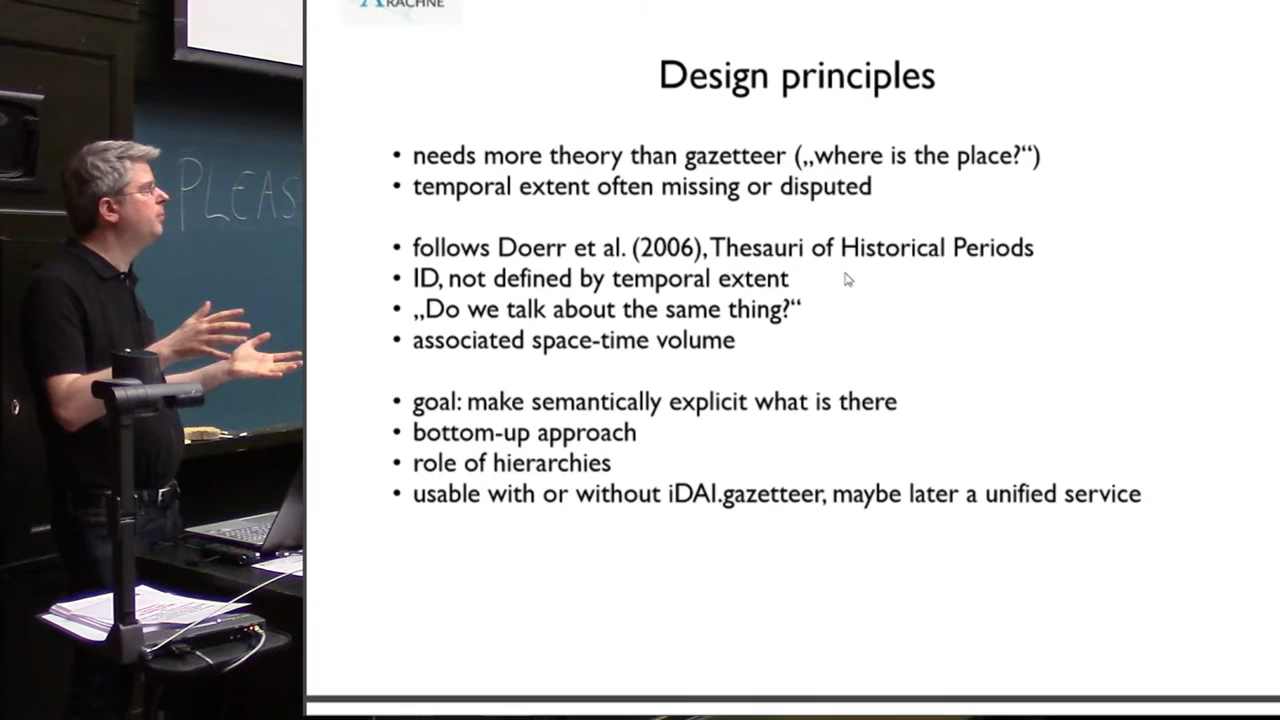 ARACHNE
Design principles
• needs more theory than gazetteer („where is the place?“)
• temporal extent often missing or disputed
• follows Doerr et al. (2006), Thesauri of Historical Periods
• ID, not defined by temporal extent
• „Do we talk about the same thing?“
• associated space-time volume
• goal: make semantically explicit what is there
• bottom-up approach
• role of hierarchies
• usable with or without iDAI.gazetteer, maybe later a unified service
PLEAS